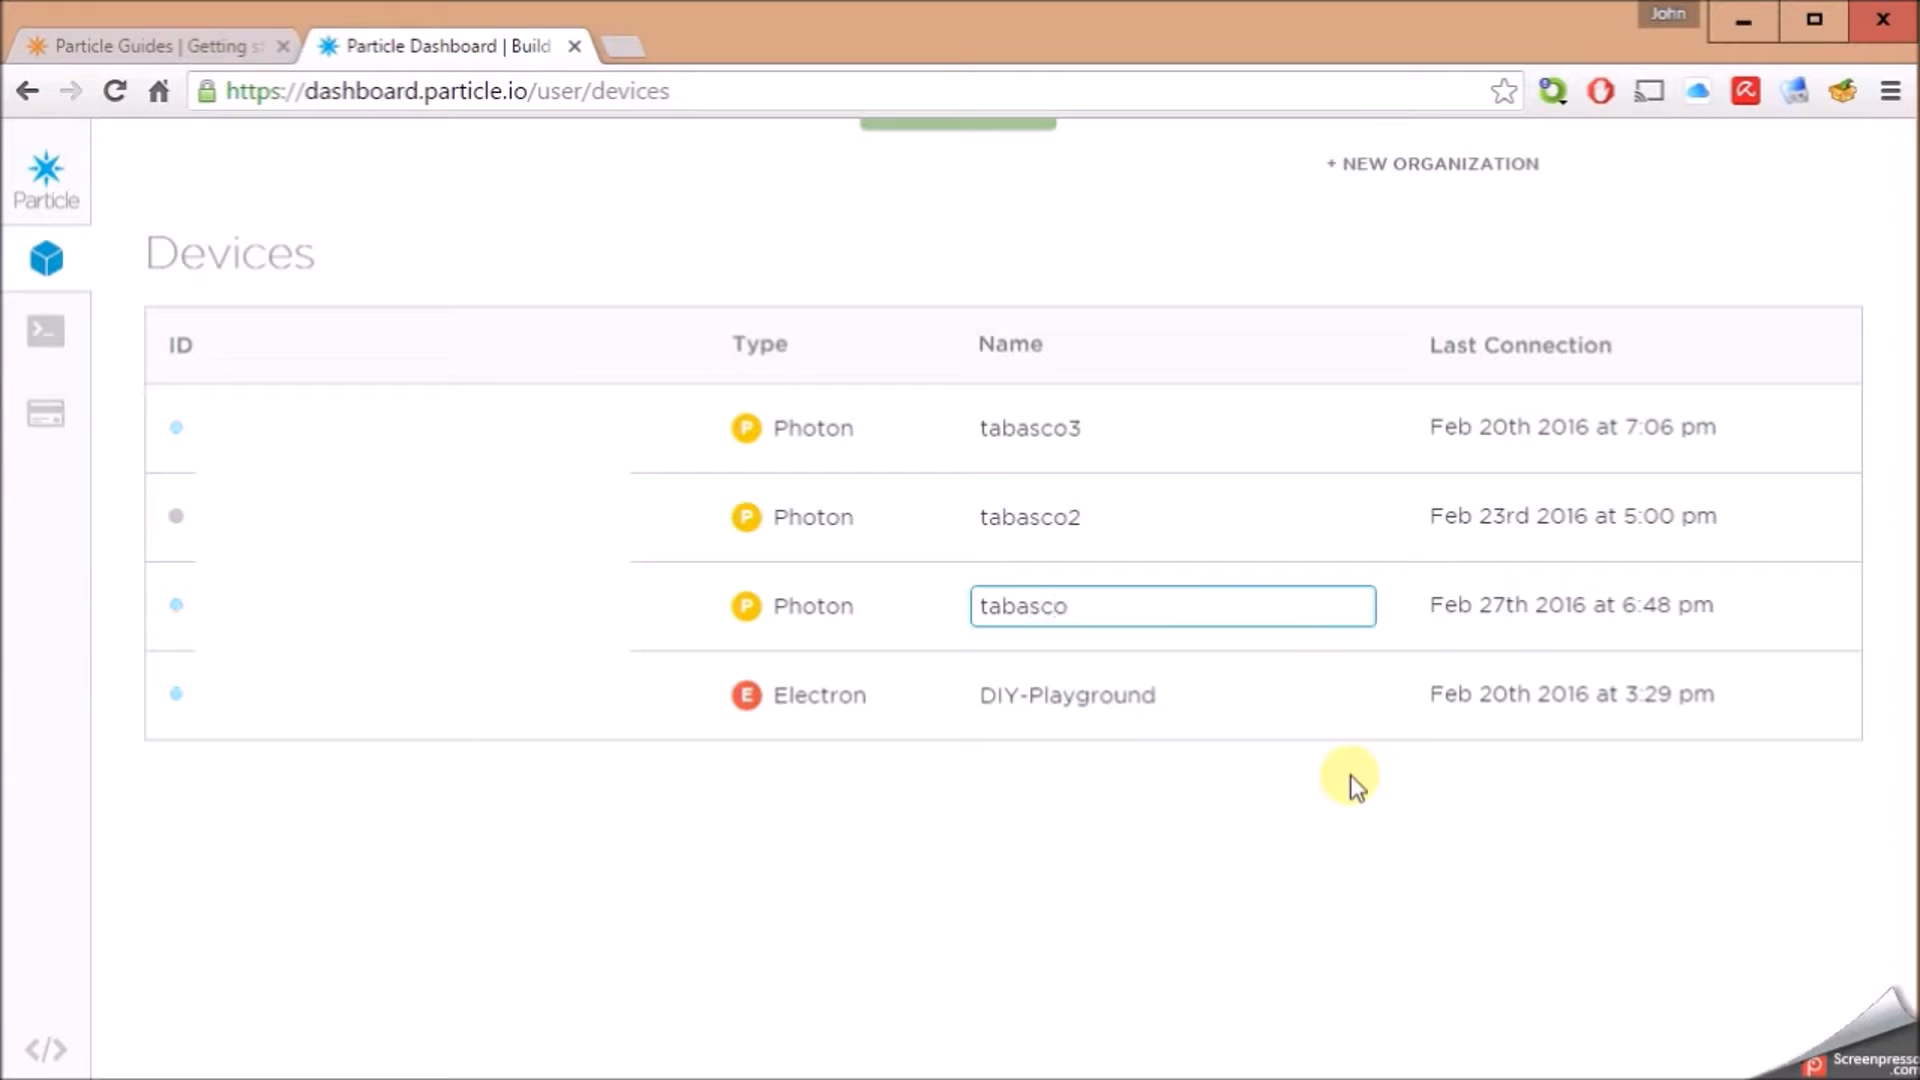 John
Particle Guides | Getting s
Particle Dashboard | Build
https://dashboard.particle.io/user/devices
Particle
+ NEW ORGANIZATION
Devices
ID Type Name Last Connection
P Photon tabasco3 Feb 20th 2016 at 7:06 pm
P Photon tabasco2 Feb 23rd 2016 at 5:00 pm
P Photon tabasco Feb 27th 2016 at 6:48 pm
E Electron DIY-Playground Feb 20th 2016 at 3:29 pm
>_
</>
Screenpressc
.com